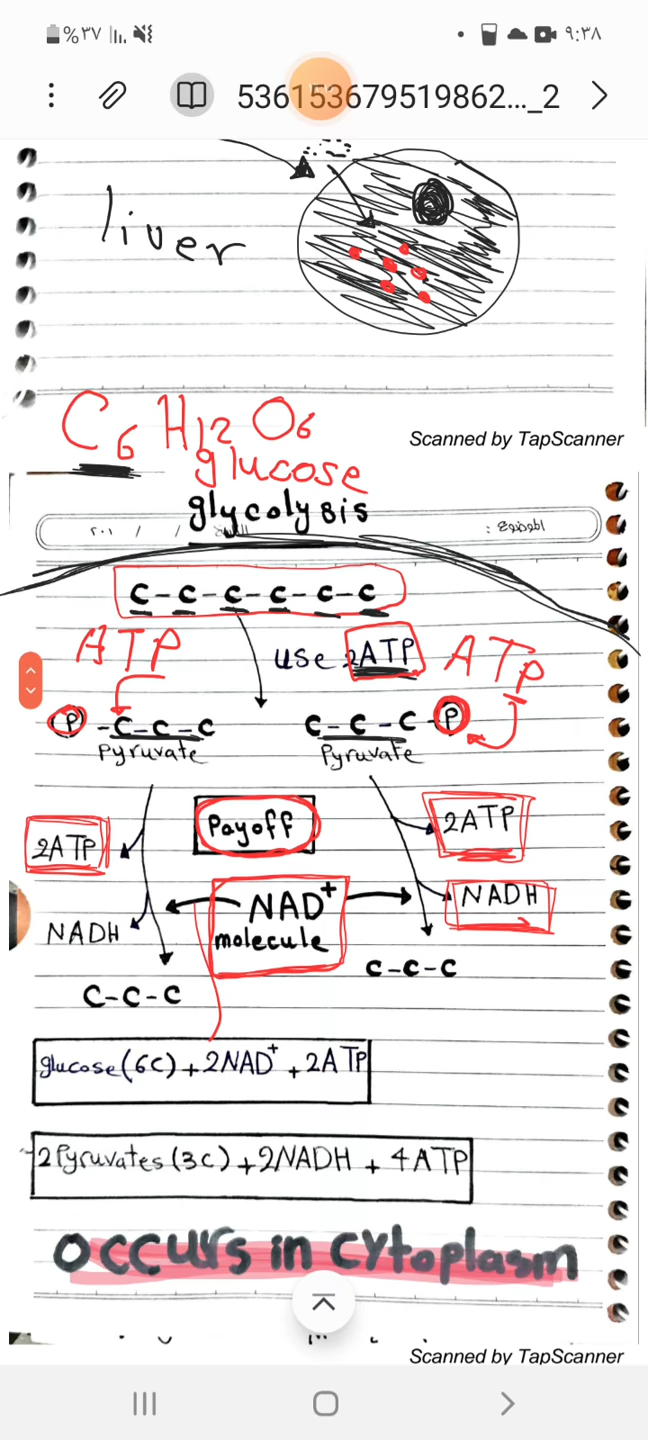 %٣٧ ٩:٣٨
536153679519862..._2
liver
C6 H12 O6
Scanned by TapScanner
glucose
glycolysis
٢٠٠ / / الموضوع :
C-C-C-C-C-C
ATP use 2ATP ATP
P -C-C-C C-C-C-P
Pyruvate Pyruvate
2ATP Payoff 2ATP
NADH NAD+ molecule NADH
C-C-C C-C-C
glucose(6C)+2NAD+ +2ATP
2Pyruvates(3C)+2NADH + 4ATP
occurs in cytoplasm
Scanned by TapScanner